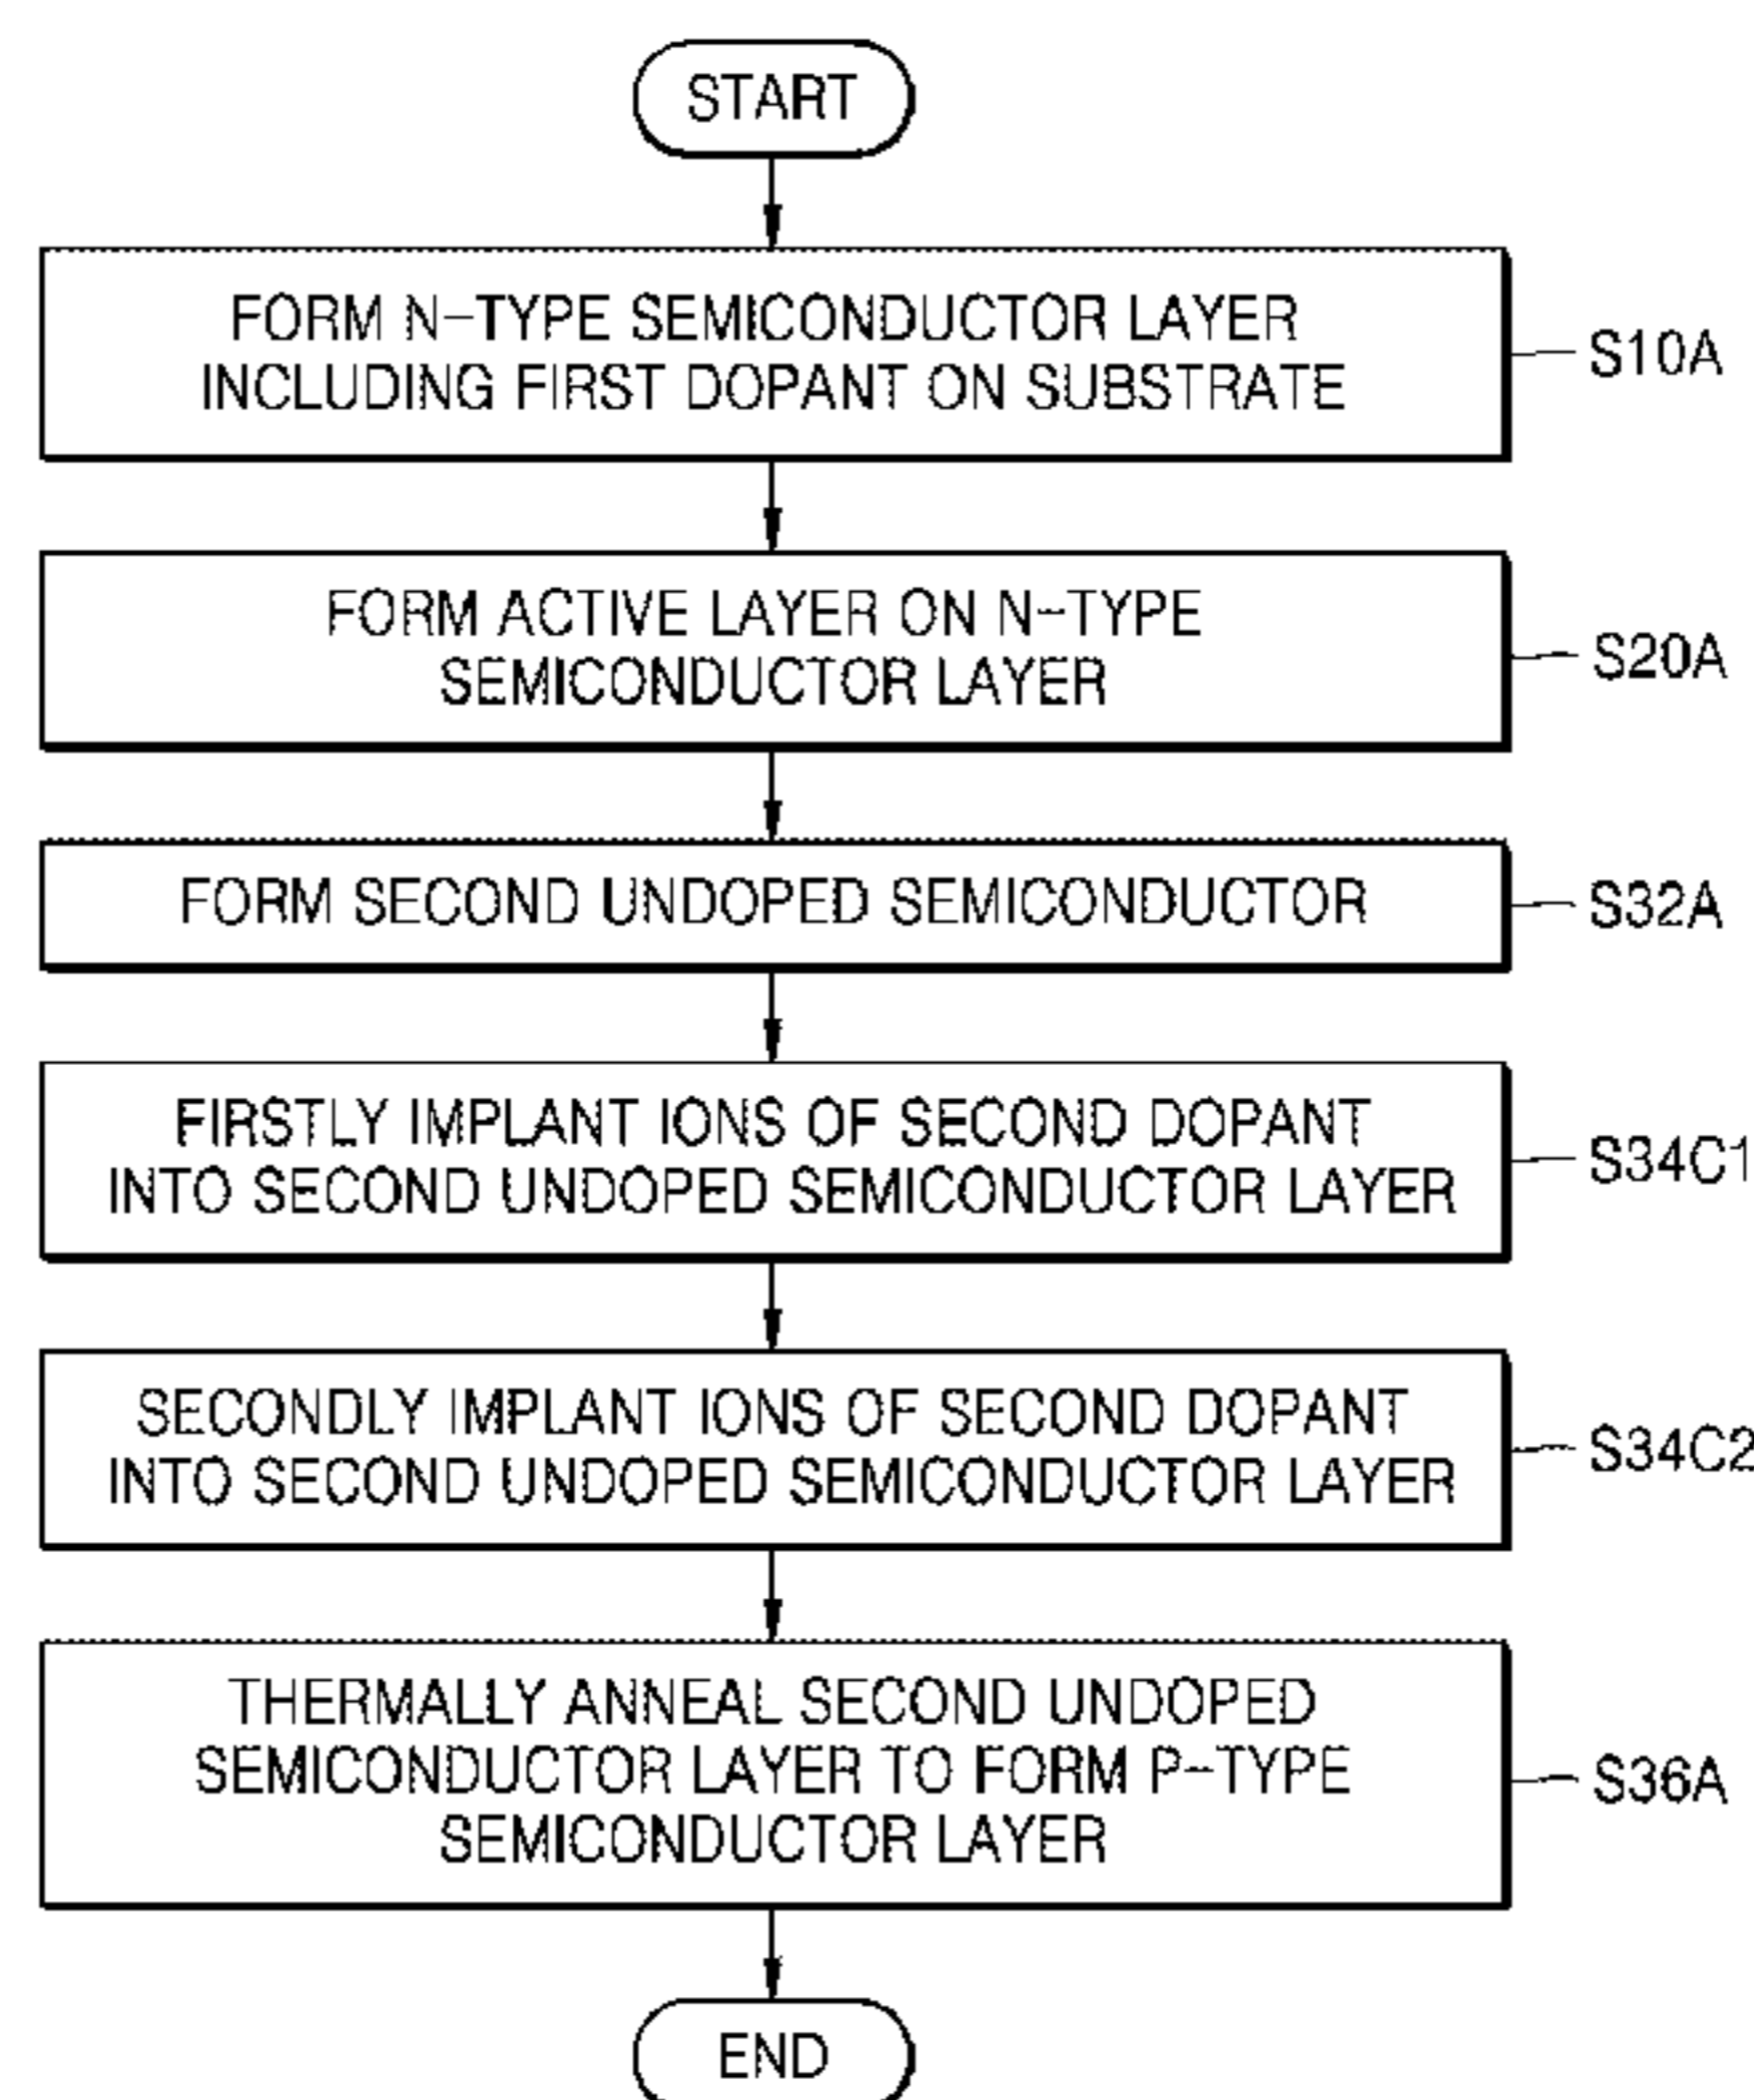 START
FORM N-TYPE SEMICONDUCTOR LAYER
INCLUDING FIRST DOPANT ON SUBSTRATE
S10A
FORM ACTIVE LAYER ON N-TYPE
SEMICONDUCTOR LAYER
S20A
FORM SECOND UNDOPED SEMICONDUCTOR
S32A
FIRSTLY IMPLANT IONS OF SECOND DOPANT
INTO SECOND UNDOPED SEMICONDUCTOR LAYER
S34C1
SECONDLY IMPLANT IONS OF SECOND DOPANT
INTO SECOND UNDOPED SEMICONDUCTOR LAYER
S34C2
THERMALLY ANNEAL SECOND UNDOPED
SEMICONDUCTOR LAYER TO FORM P-TYPE
SEMICONDUCTOR LAYER
S36A
END